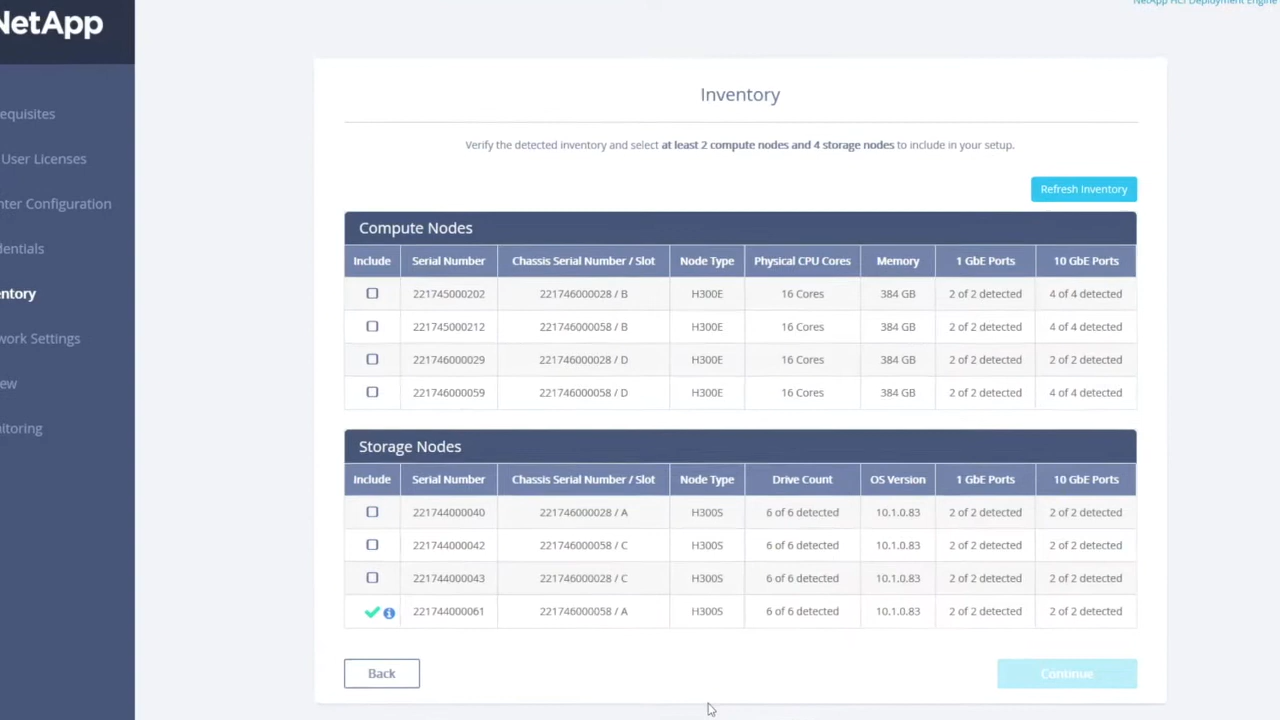 NetApp HCI Deployment Engine
NetApp
equisites
User Licenses
nter Configuration
dentials
entory
work Settings
ew
itoring
Inventory
Verify the detected inventory and select at least 2 compute nodes and 4 storage nodes to include in your setup.
Refresh Inventory
Compute Nodes
Include Serial Number Chassis Serial Number / Slot Node Type Physical CPU Cores Memory 1 GbE Ports 10 GbE Ports
221745000202 221746000028 / B H300E 16 Cores 384 GB 2 of 2 detected 4 of 4 detected
221745000212 221746000058 / B H300E 16 Cores 384 GB 2 of 2 detected 4 of 4 detected
221746000029 221746000028 / D H300E 16 Cores 384 GB 2 of 2 detected 2 of 2 detected
221746000059 221746000058 / D H300E 16 Cores 384 GB 2 of 2 detected 4 of 4 detected
Storage Nodes
Include Serial Number Chassis Serial Number / Slot Node Type Drive Count OS Version 1 GbE Ports 10 GbE Ports
221744000040 221746000028 / A H300S 6 of 6 detected 10.1.0.83 2 of 2 detected 2 of 2 detected
221744000042 221746000058 / C H300S 6 of 6 detected 10.1.0.83 2 of 2 detected 2 of 2 detected
221744000043 221746000028 / C H300S 6 of 6 detected 10.1.0.83 2 of 2 detected 2 of 2 detected
221744000061 221746000058 / A H300S 6 of 6 detected 10.1.0.83 2 of 2 detected 2 of 2 detected
Back
Continue